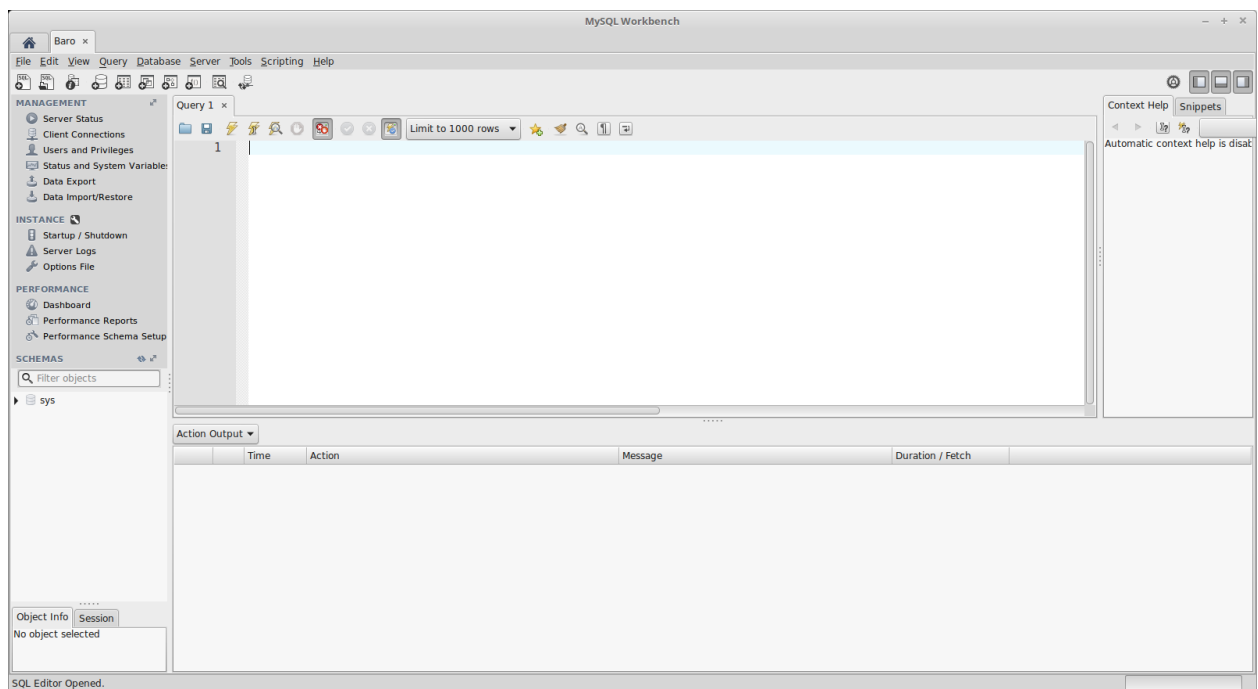 MySQL Workbench
Baro ×
File Edit View Query Database Server Tools Scripting Help
MANAGEMENT
Server Status
Client Connections
Users and Privileges
Status and System Variables
Data Export
Data Import/Restore
INSTANCE
Startup / Shutdown
Server Logs
Options File
PERFORMANCE
Dashboard
Performance Reports
Performance Schema Setup
SCHEMAS
Filter objects
sys
Object Info Session
No object selected
Query 1 ×
Limit to 1000 rows
1
Action Output
Time Action Message Duration / Fetch
Context Help Snippets
Automatic context help is disab
SQL Editor Opened.